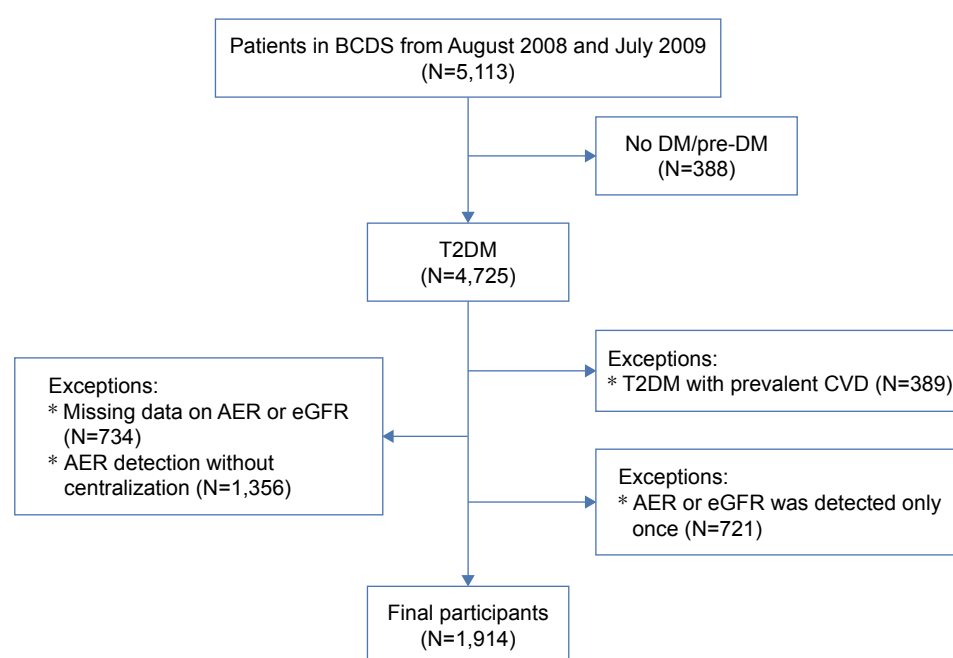 Patients in BCDS from August 2008 and July 2009
(N=5,113)
No DM/pre-DM
(N=388)
T2DM
(N=4,725)
Exceptions:
* T2DM with prevalent CVD (N=389)
Exceptions:
* Missing data on AER or eGFR
(N=734)
* AER detection without
centralization (N=1,356)
Exceptions:
* AER or eGFR was detected only
once (N=721)
Final participants
(N=1,914)